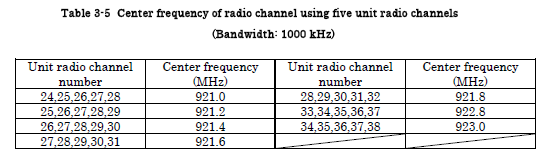 Table 3-5 Center frequency of radio channel using five unit radio channels
(Bandwidth: 1000 kHz)
Unit radio channel number Center frequency (MHz) Unit radio channel number Center frequency (MHz)
24,25,26,27,28 921.0 28,29,30,31,32 921.8
25,26,27,28,29 921.2 33,34,35,36,37 922.8
26,27,28,29,30 921.4 34,35,36,37,38 923.0
27,28,29,30,31 921.6